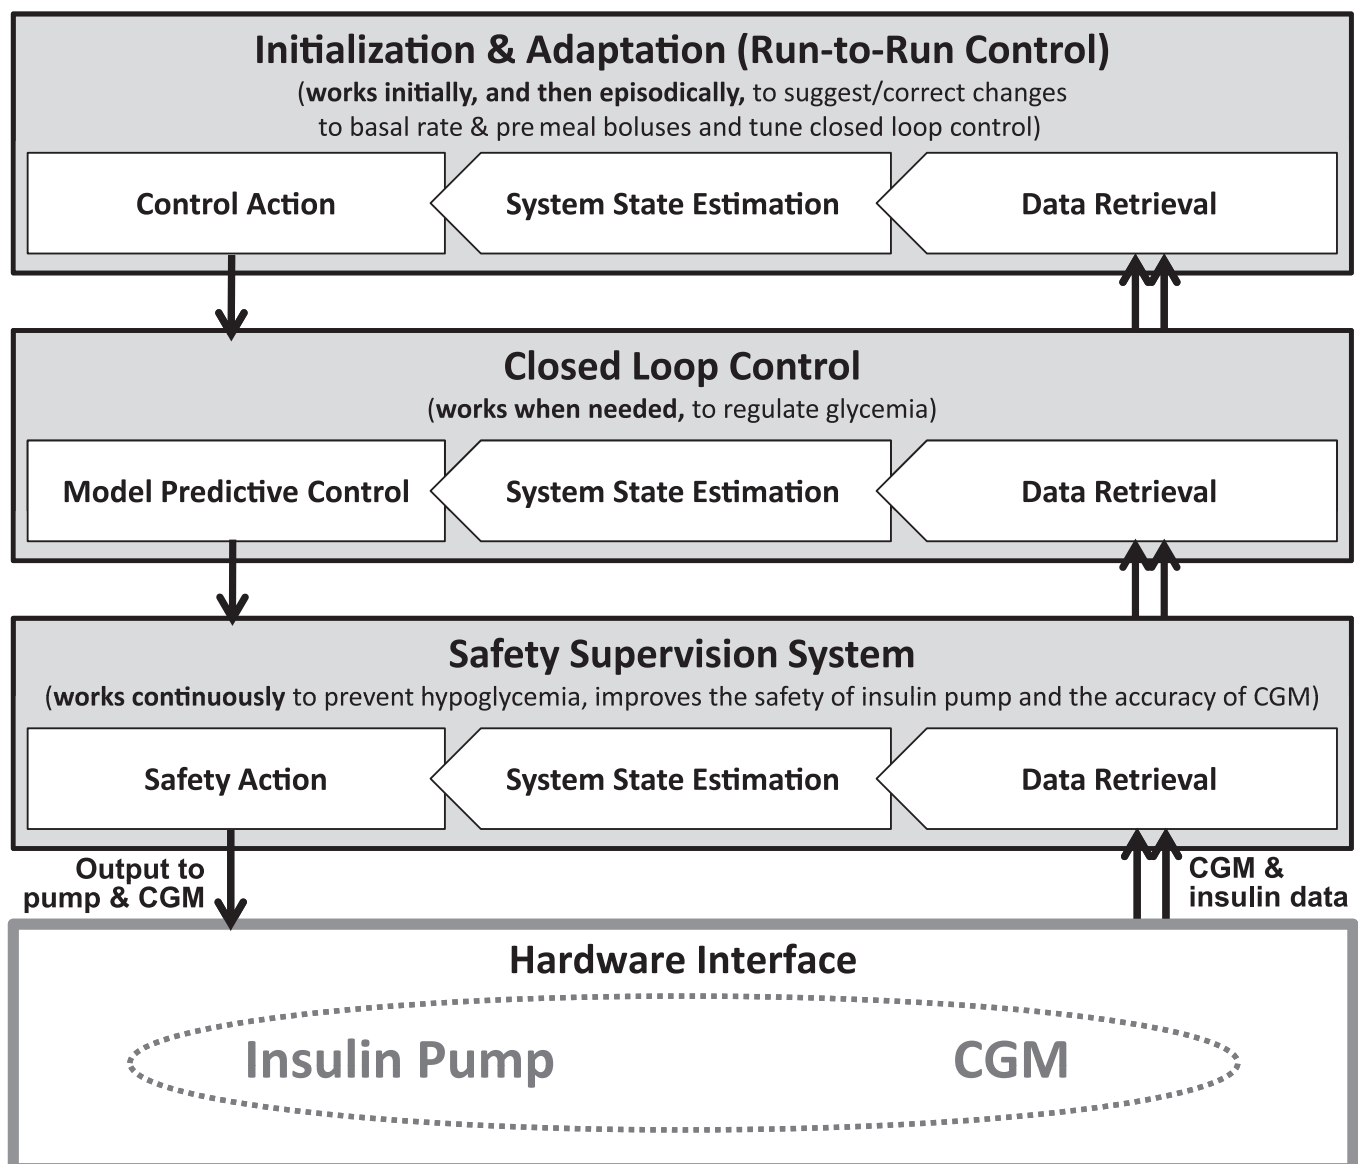 Initialization & Adaptation (Run-to-Run Control)
(works initially, and then episodically, to suggest/correct changes
to basal rate & pre meal boluses and tune closed loop control)
Control Action
System State Estimation
Data Retrieval
Closed Loop Control
(works when needed, to regulate glycemia)
Model Predictive Control
System State Estimation
Data Retrieval
Safety Supervision System
(works continuously to prevent hypoglycemia, improves the safety of insulin pump and the accuracy of CGM)
Safety Action
System State Estimation
Data Retrieval
Output to
pump & CGM
CGM &
insulin data
Hardware Interface
Insulin Pump
CGM